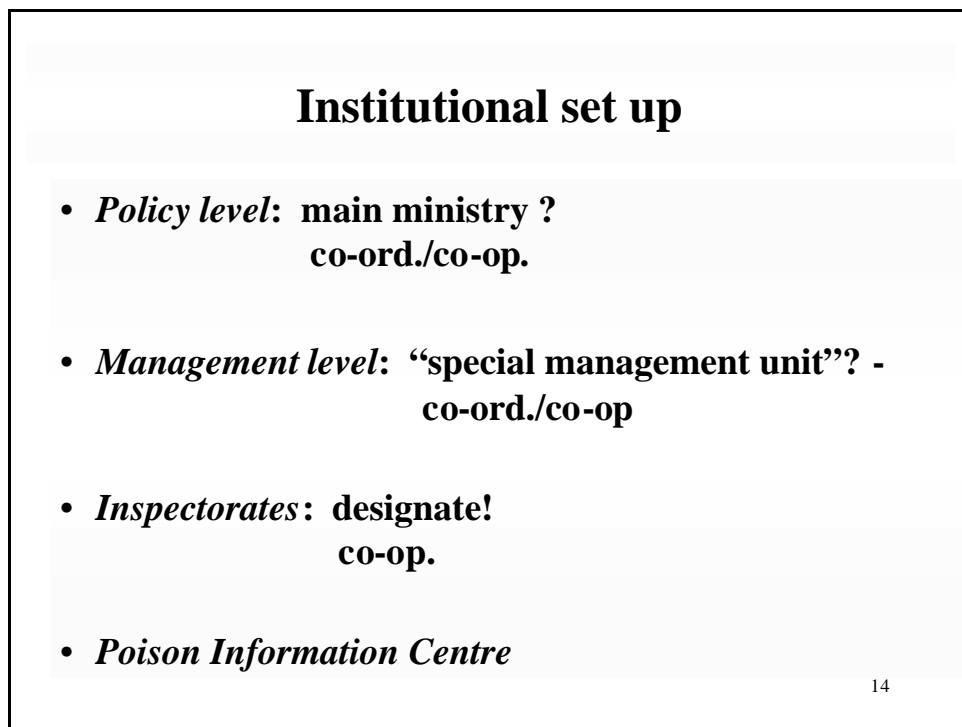 Institutional set up
• Policy level: main ministry ?
co-ord./co-op.
• Management level: “special management unit”? -
co-ord./co-op
• Inspectorates: designate!
co-op.
• Poison Information Centre
14